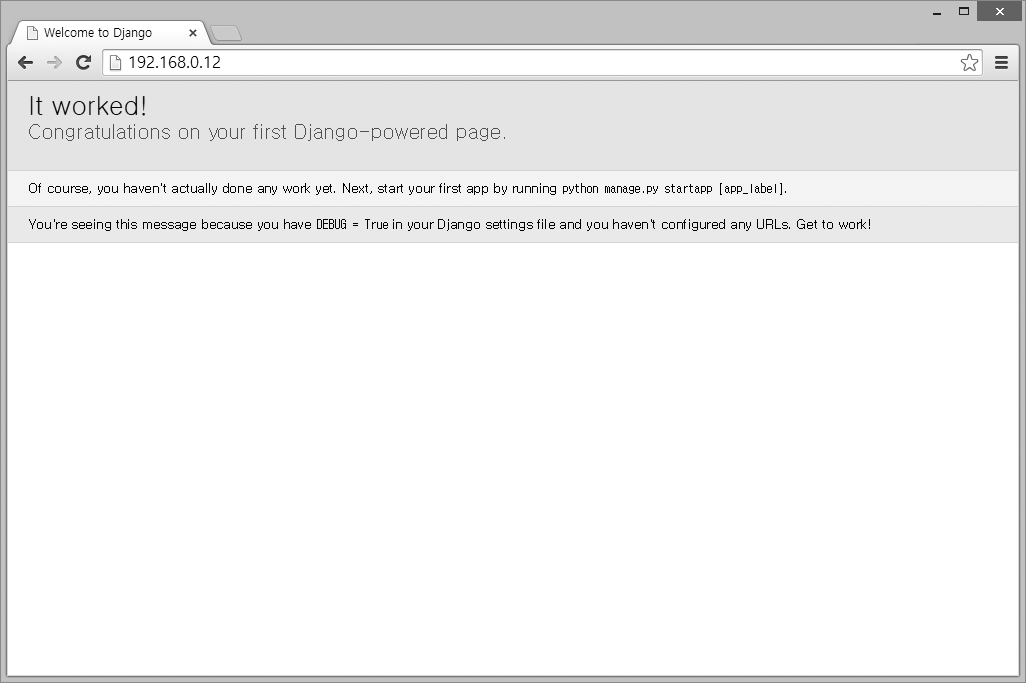 Welcome to Django
192.168.0.12
It worked!
Congratulations on your first Django-powered page.
Of course, you haven't actually done any work yet. Next, start your first app by running python manage.py startapp [app_label].
You're seeing this message because you have DEBUG = True in your Django settings file and you haven't configured any URLs. Get to work!